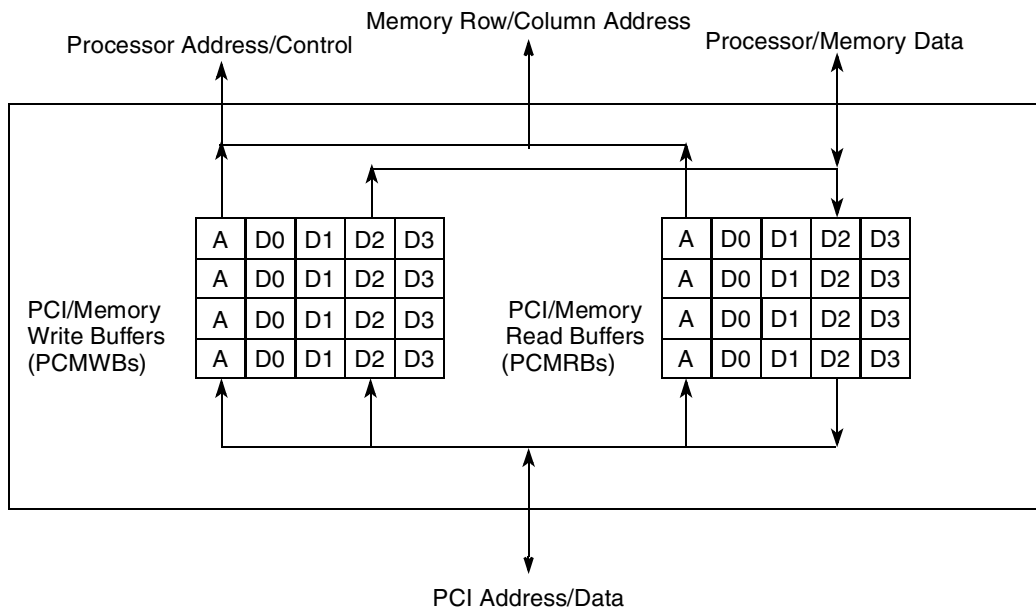 Memory Row/Column Address
Processor Address/Control
Processor/Memory Data
A D0 D1 D2 D3
A D0 D1 D2 D3
A D0 D1 D2 D3
A D0 D1 D2 D3
PCI/Memory
Write Buffers
(PCMWBs)
A D0 D1 D2 D3
A D0 D1 D2 D3
A D0 D1 D2 D3
A D0 D1 D2 D3
PCI/Memory
Read Buffers
(PCMRBs)
PCI Address/Data